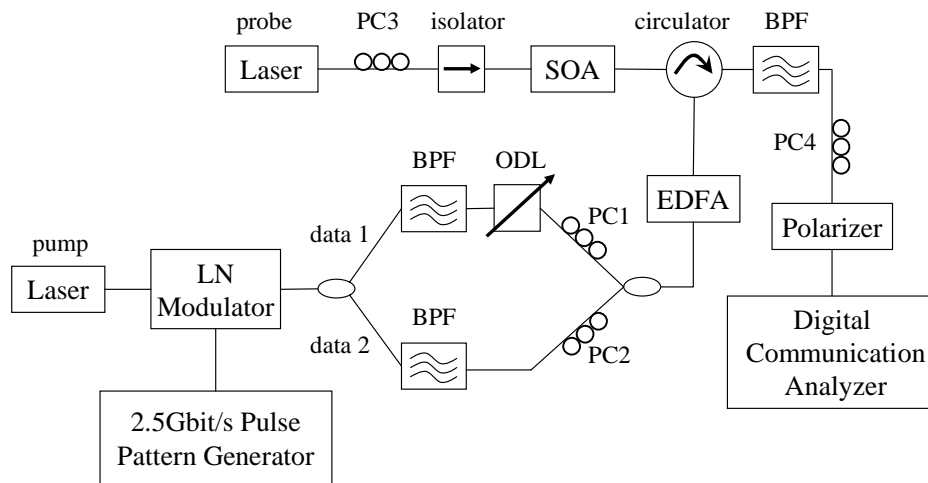 probe
PC3
isolator
circulator
BPF
Laser
SOA
PC4
BPF
ODL
EDFA
PC1
data 1
Polarizer
pump
Laser
LN
Modulator
data 2
BPF
PC2
Digital
Communication
Analyzer
2.5Gbit/s Pulse
Pattern Generator